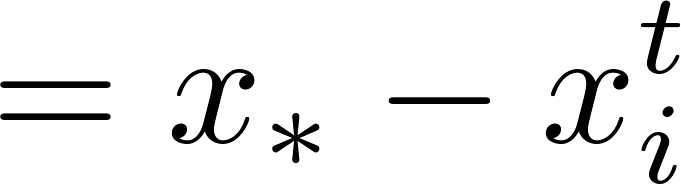 = x_* - x_i^t